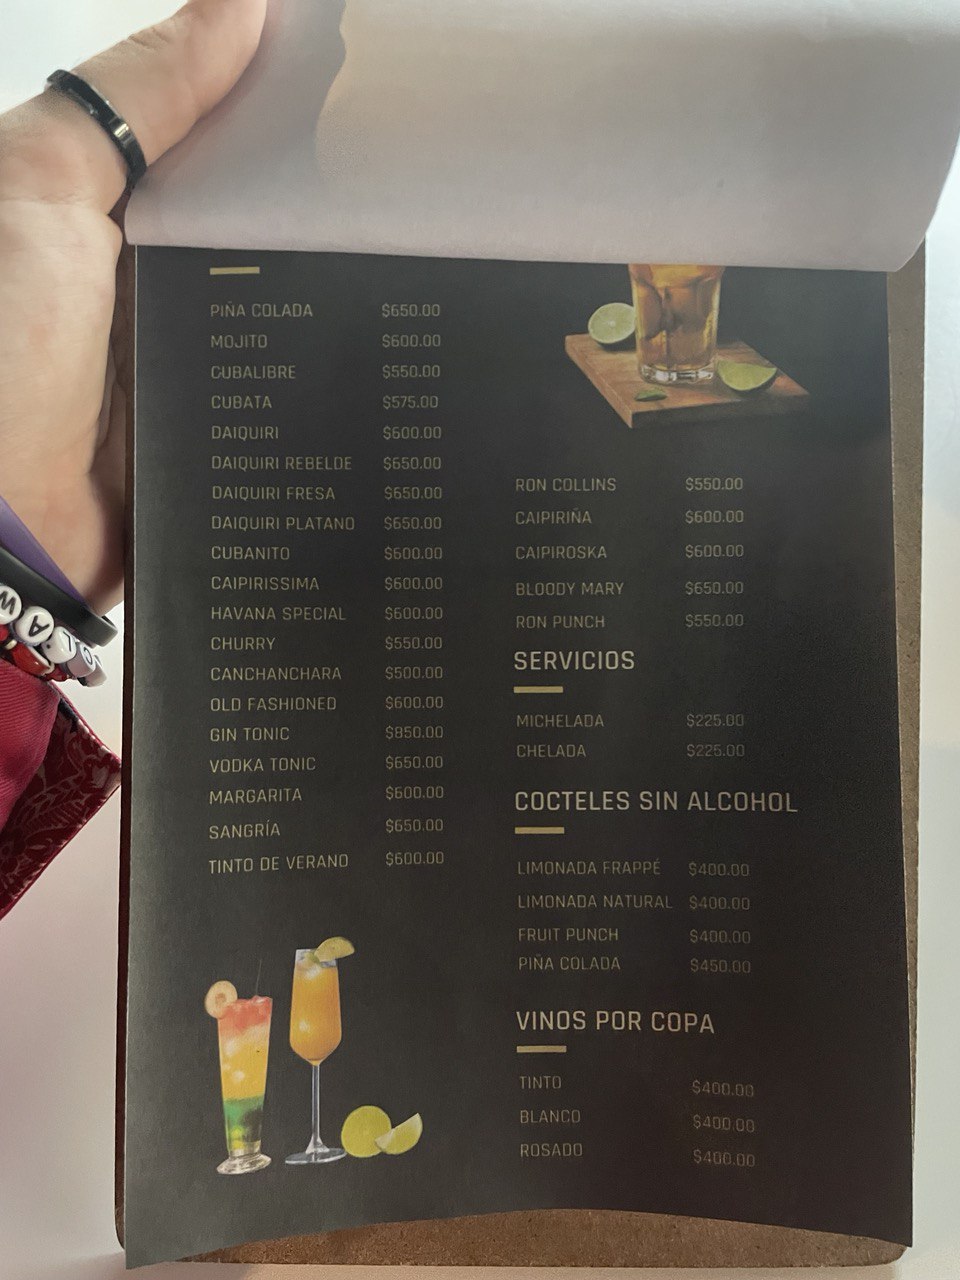 PIÑA COLADA $650.00
MOJITO $600.00
CUBALIBRE $550.00
CUBATA $575.00
DAIQUIRI $600.00
DAIQUIRI REBELDE $650.00
DAIQUIRI FRESA $650.00
DAIQUIRI PLATANO $650.00
CUBANITO $600.00
CAIPIRISSIMA $600.00
HAVANA SPECIAL $600.00
CHURRY $550.00
CANCHANCHARA $500.00
OLD FASHIONED $600.00
GIN TONIC $850.00
VODKA TONIC $650.00
MARGARITA $600.00
SANGRÍA $650.00
TINTO DE VERANO $600.00
RON COLLINS $550.00
CAIPIRIÑA $600.00
CAIPIROSKA $600.00
BLOODY MARY $650.00
RON PUNCH $550.00
SERVICIOS
MICHELADA $225.00
CHELADA $225.00
COCTELES SIN ALCOHOL
LIMONADA FRAPPÉ $400.00
LIMONADA NATURAL $400.00
FRUIT PUNCH $400.00
PIÑA COLADA $450.00
VINOS POR COPA
TINTO $400.00
BLANCO $400.00
ROSADO $400.00